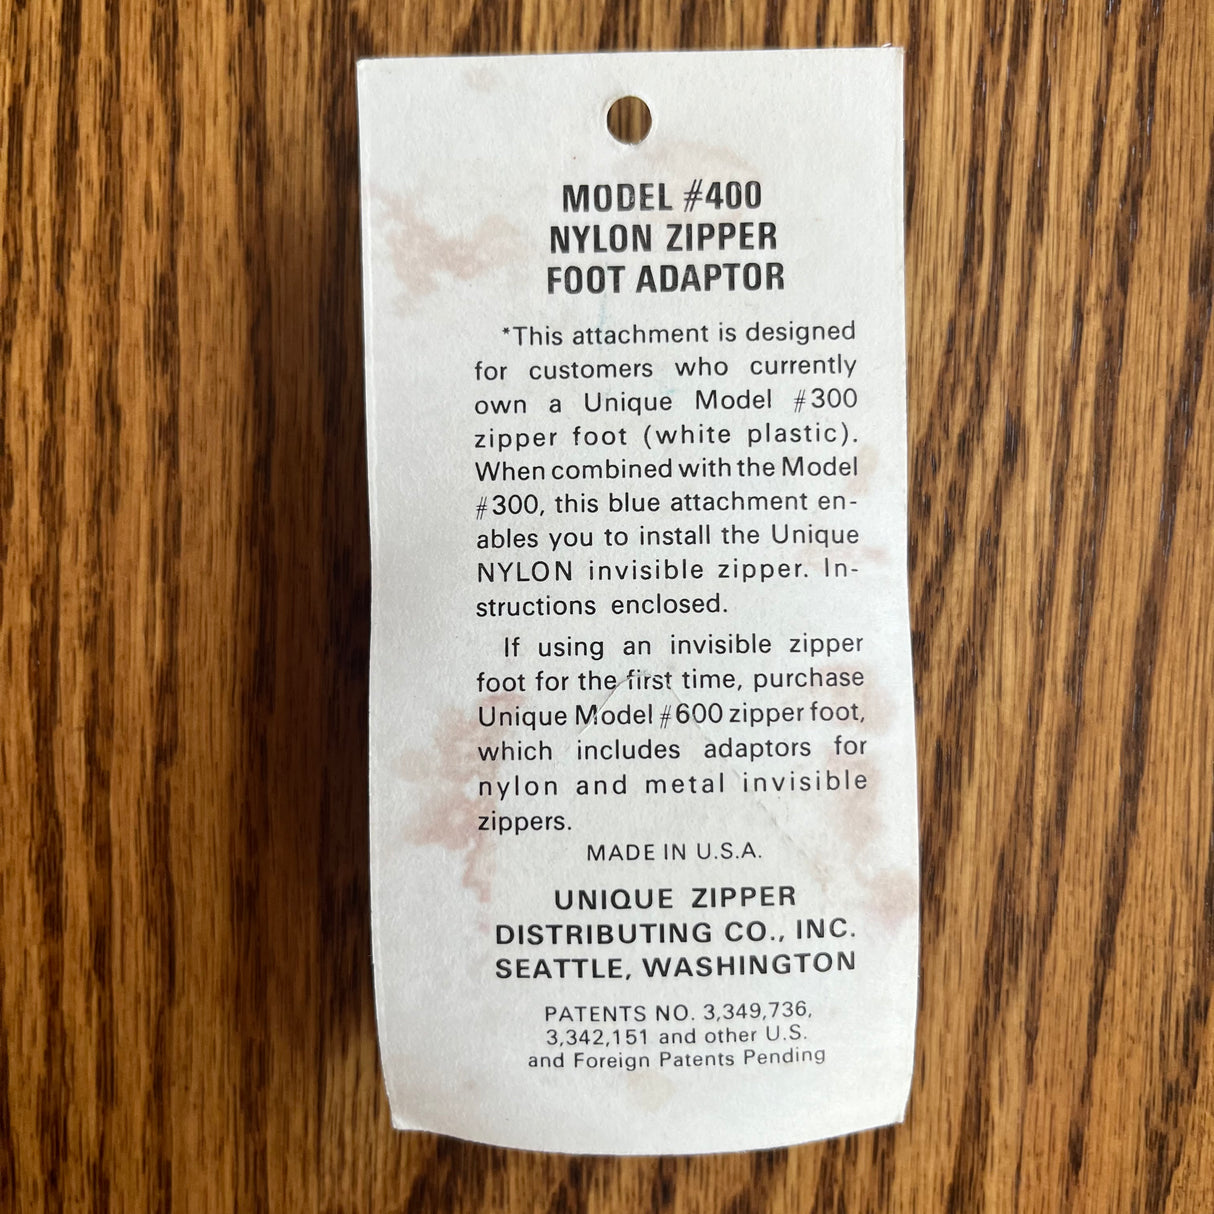 MODEL #400
NYLON ZIPPER
FOOT ADAPTOR
*This attachment is designed
for customers who currently
own a Unique Model #300
zipper foot (white plastic).
When combined with the Model
#300, this blue attachment en-
ables you to install the Unique
NYLON invisible zipper. In-
structions enclosed.
If using an invisible zipper
foot for the first time, purchase
Unique Model #600 zipper foot,
which includes adaptors for
nylon and metal invisible
zippers.
MADE IN U.S.A.
UNIQUE ZIPPER
DISTRIBUTING CO., INC.
SEATTLE, WASHINGTON
PATENTS NO. 3,349,736,
3,342,151 and other U.S.
and Foreign Patents Pending